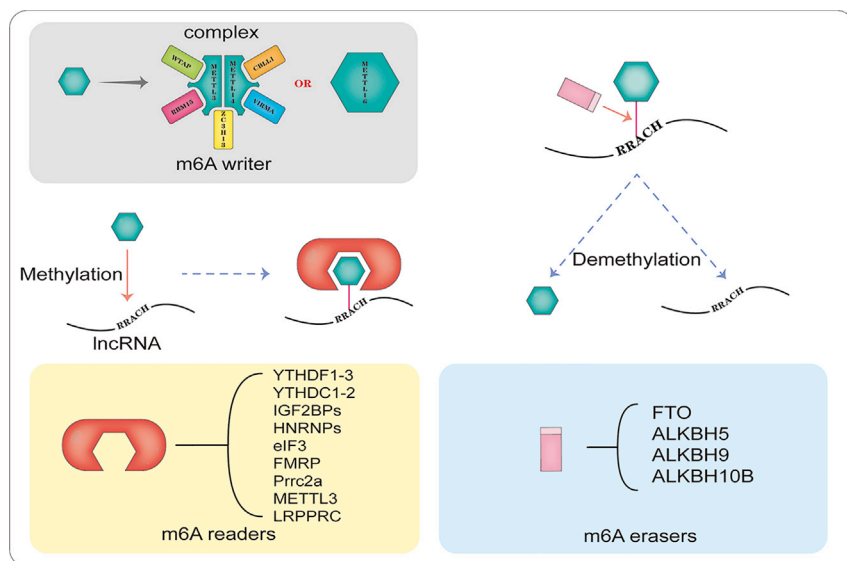 complex
WTAP
METTL3
METTL14
CBLL1
RBM15
VIRMA
ZC3H13
OR
METTL16
m6A writer
RRACH
Methylation
RRACH
lncRNA
RRACH
Demethylation
RRACH
YTHDF1-3
YTHDC1-2
IGF2BPs
HNRNPs
eIF3
FMRP
Prrc2a
METTL3
LRPPRC
m6A readers
FTO
ALKBH5
ALKBH9
ALKBH10B
m6A erasers